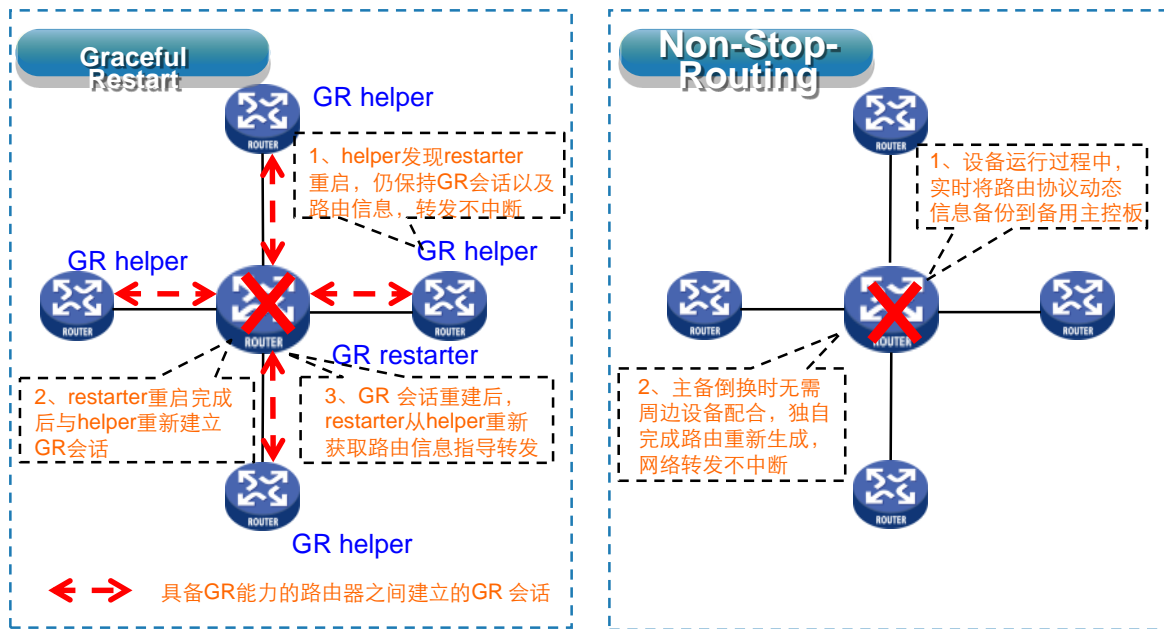 Graceful
Restart
GR helper
ROUTER
1、helper发现restarter
重启，仍保持GR会话以及
路由信息，转发不中断
GR helper
GR helper
ROUTER
ROUTER
ROUTER
GR restarter
2、restarter重启完成
后与helper重新建立
GR会话
3、GR 会话重建后，
restarter从helper重新
获取路由信息指导转发
ROUTER
GR helper
具备GR能力的路由器之间建立的GR 会话
Non-Stop-
Routing
ROUTER
1、设备运行过程中，
实时将路由协议动态
信息备份到备用主控板
ROUTER
ROUTER
ROUTER
2、主备倒换时无需
周边设备配合，独自
完成路由重新生成，
网络转发不中断
ROUTER